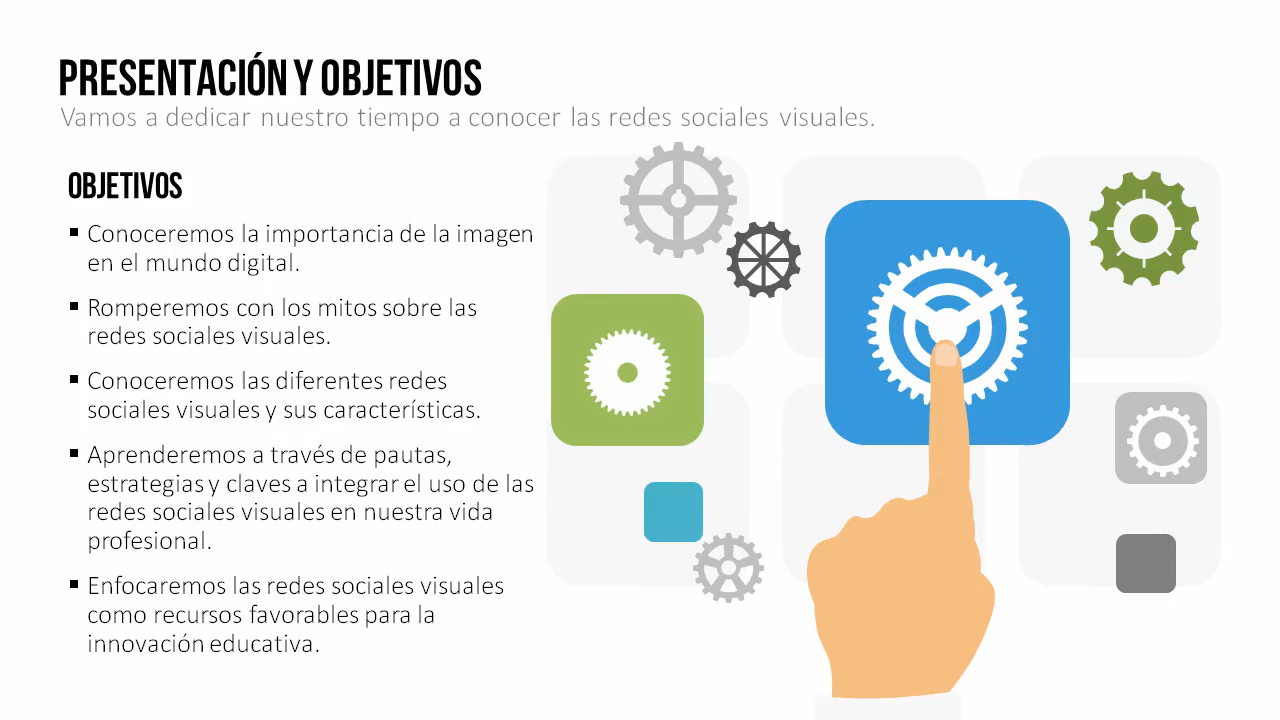 PRESENTACIÓN Y OBJETIVOS
Vamos a dedicar nuestro tiempo a conocer las redes sociales visuales.
OBJETIVOS
▪ Conoceremos la importancia de la imagen
en el mundo digital.
▪ Romperemos con los mitos sobre las
redes sociales visuales.
▪ Conoceremos las diferentes redes
sociales visuales y sus características.
▪ Aprenderemos a través de pautas,
estrategias y claves a integrar el uso de las
redes sociales visuales en nuestra vida
profesional.
▪ Enfocaremos las redes sociales visuales
como recursos favorables para la
innovación educativa.